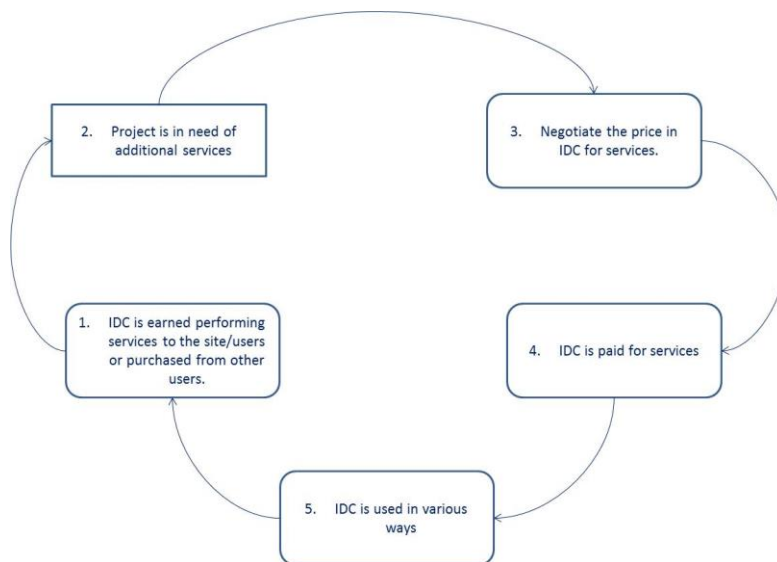 2. Project is in need of
additional services
3. Negotiate the price in
IDC for services.
1. IDC is earned performing
services to the site/users
or purchased from other
users.
4. IDC is paid for services
5. IDC is used in various
ways